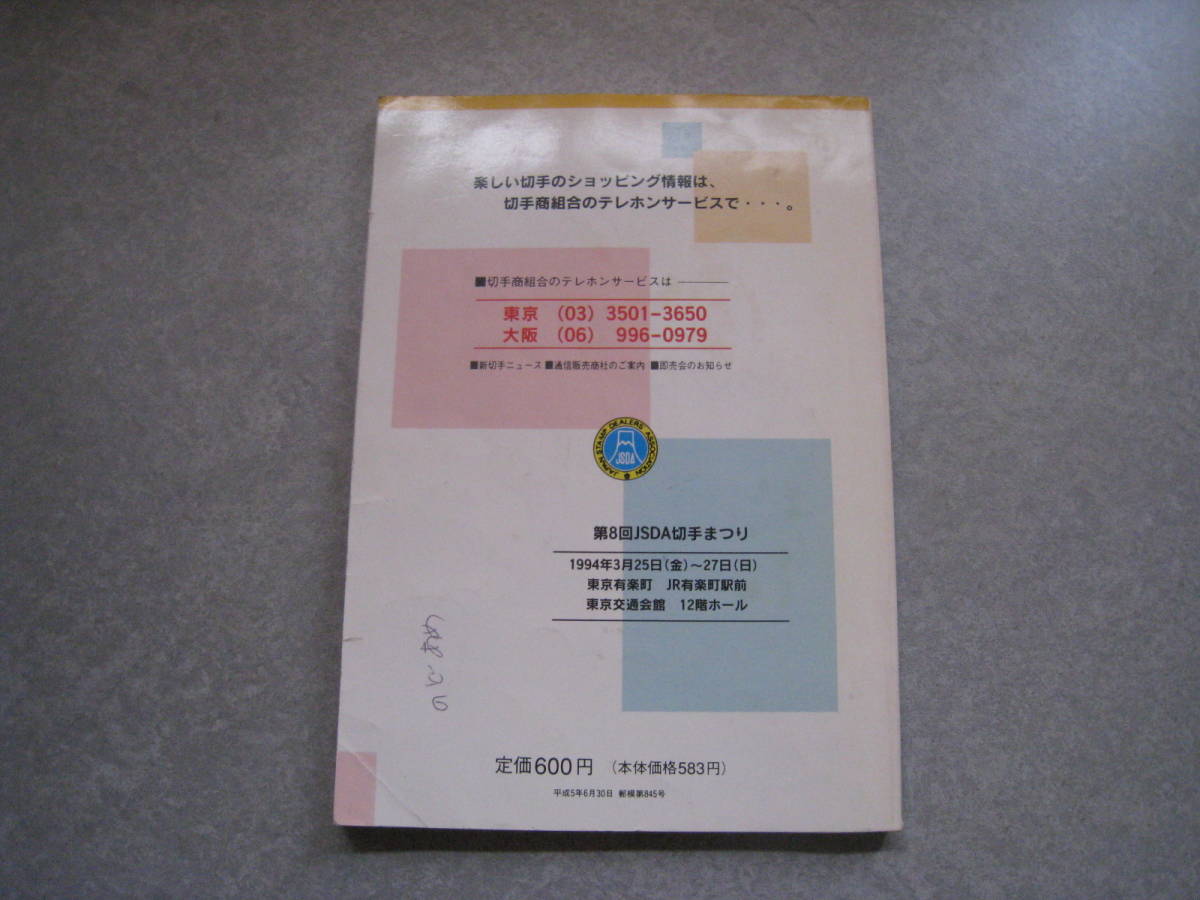 楽しい切手のショッピング情報は、
切手商組合のテレホンサービスで・・・。
■切手商組合のテレホンサービスは
東京 (03) 3501-3650
大阪 (06) 996-0979
■新切手ニュース ■通信販売商社のご案内 ■即売会のお知らせ
JAPAN STAMP DEALERS ASSOCIATION
JSDA
第8回JSDA切手まつり
1994年3月25日(金)~27日(日)
東京有楽町 JR有楽町駅前
東京交通会館 12階ホール
定価600円 (本体価格583円)
平成5年6月30日 郵模第845号